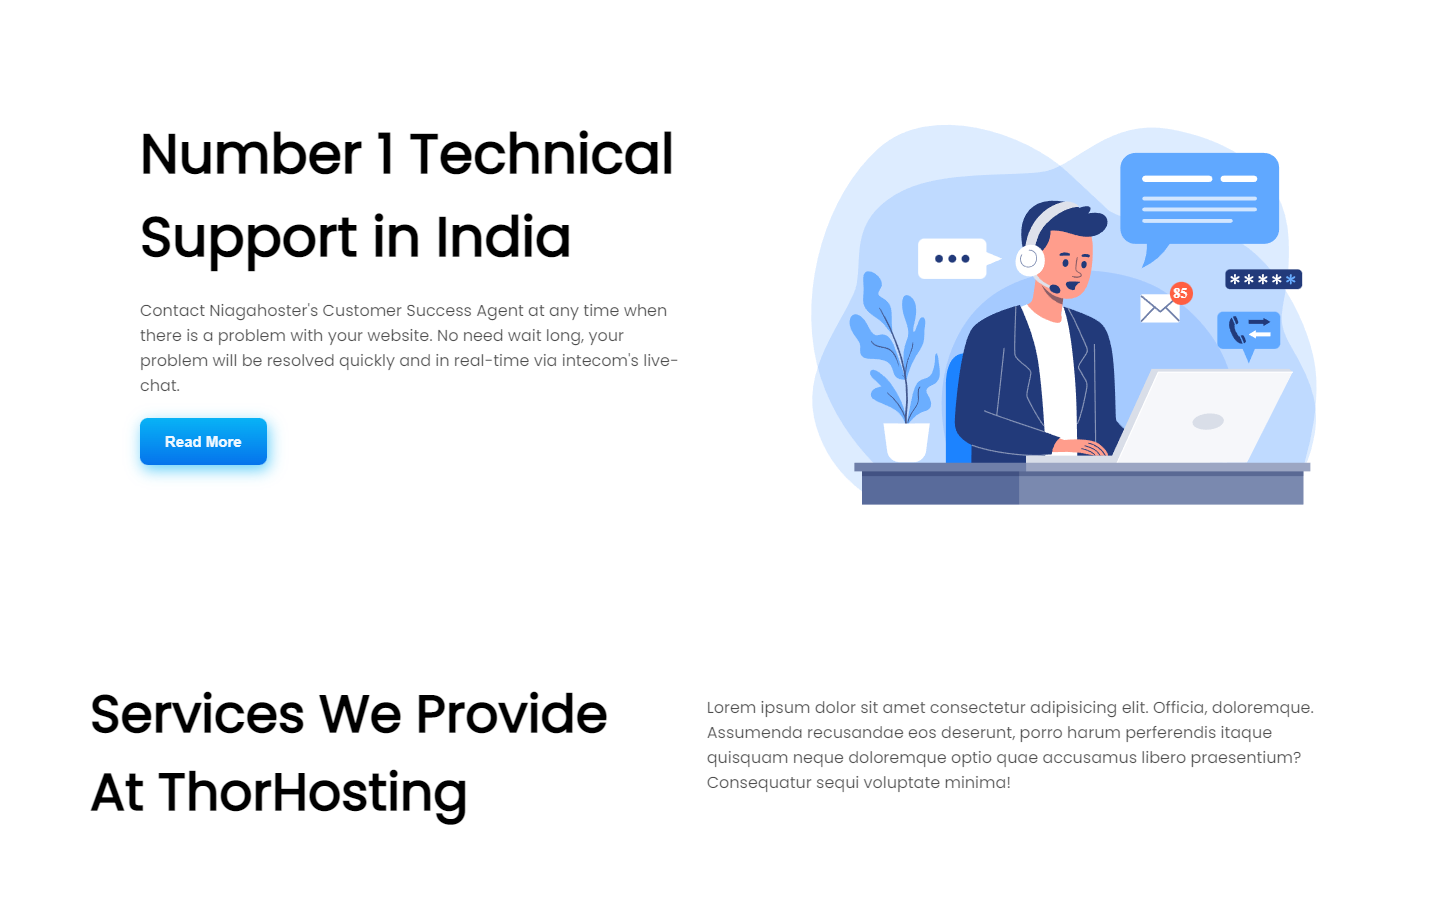 Number 1 Technical
Support in India
Contact Niagahoster's Customer Success Agent at any time when
there is a problem with your website. No need wait long, your
problem will be resolved quickly and in real-time via intecom's live-
chat.
Read More
85
*****
Services We Provide
At ThorHosting
Lorem ipsum dolor sit amet consectetur adipisicing elit. Officia, doloremque.
Assumenda recusandae eos deserunt, porro harum perferendis itaque
quisquam neque doloremque optio quae accusamus libero praesentium?
Consequatur sequi voluptate minima!